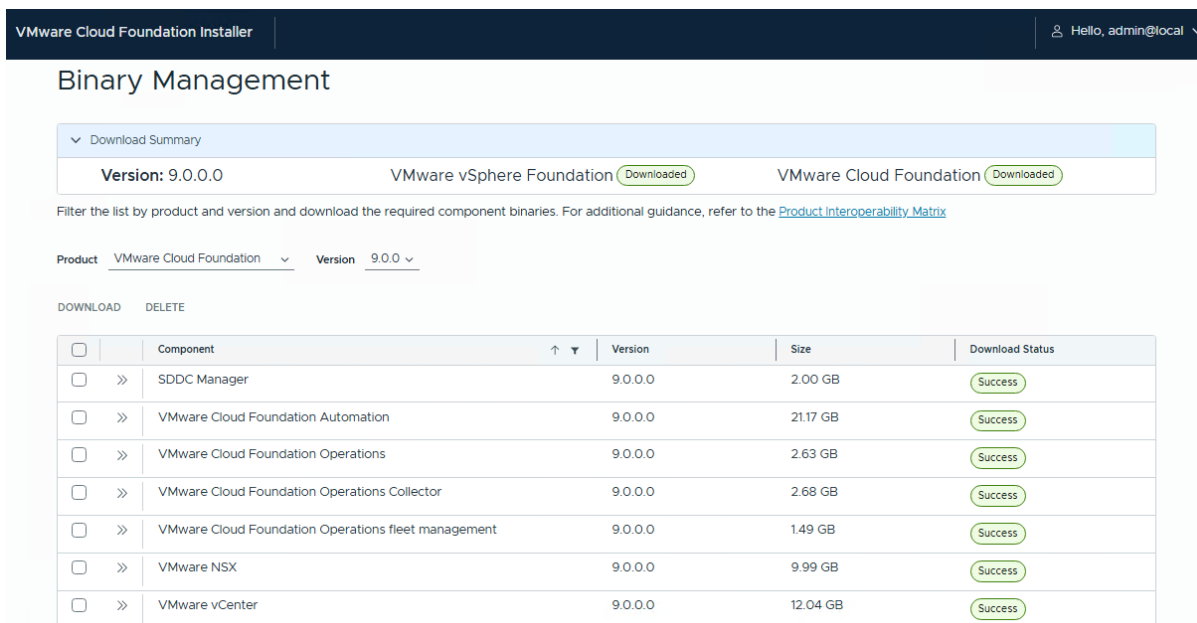 VMware Cloud Foundation Installer
Hello, admin@local
Binary Management
Download Summary
Version: 9.0.0.0 VMware vSphere Foundation Downloaded VMware Cloud Foundation Downloaded
Filter the list by product and version and download the required component binaries. For additional guidance, refer to the Product Interoperability Matrix
Product VMware Cloud Foundation Version 9.0.0
DOWNLOAD DELETE
Component Version Size Download Status
SDDC Manager 9.0.0.0 2.00 GB Success
VMware Cloud Foundation Automation 9.0.0.0 21.17 GB Success
VMware Cloud Foundation Operations 9.0.0.0 2.63 GB Success
VMware Cloud Foundation Operations Collector 9.0.0.0 2.68 GB Success
VMware Cloud Foundation Operations fleet management 9.0.0.0 1.49 GB Success
VMware NSX 9.0.0.0 9.99 GB Success
VMware vCenter 9.0.0.0 12.04 GB Success